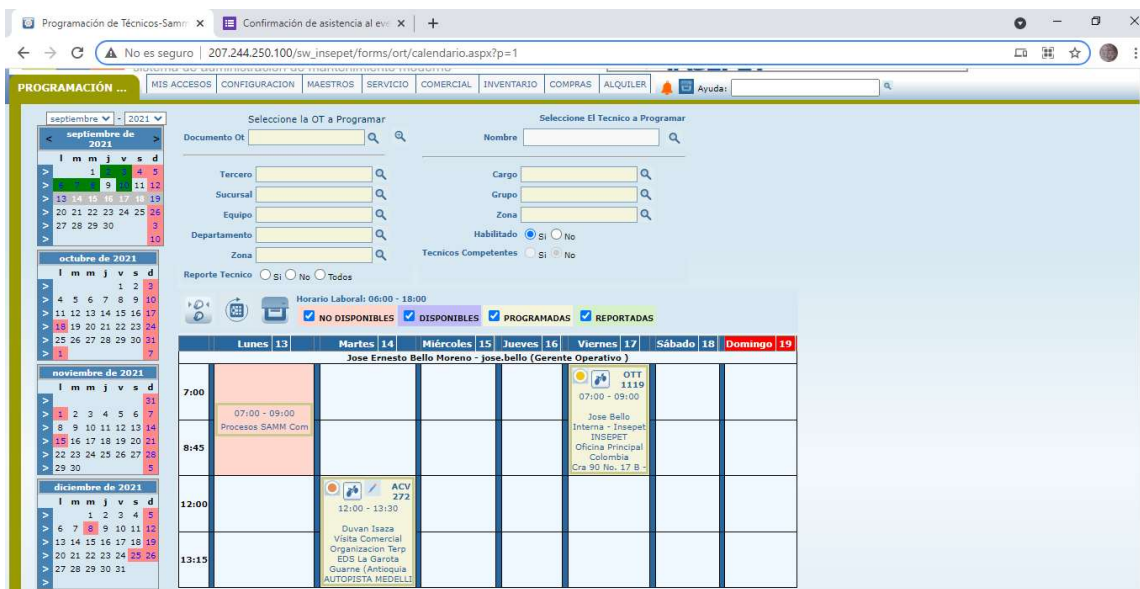 Programación de Técnicos-Samm
Confirmación de asistencia al eve
No es seguro | 207.244.250.100/sw_insepet/forms/ort/calendario.aspx?p=1
PROGRAMACIÓN ...
MIS ACCESOS CONFIGURACION MAESTROS SERVICIO COMERCIAL INVENTARIO COMPRAS ALQUILER Ayuda:
septiembre - 2021
Seleccione la OT a Programar
Seleccione El Tecnico a Programar
Documento Ot
Nombre
Tercero
Cargo
Sucursal
Grupo
Equipo
Zona
Departamento
Habilitado Si No
Zona
Tecnicos Competentes Si No
Reporte Tecnico Si No Todos
< septiembre de 2021 >
l m m j v s d
> 1 2 3 4 5
> 6 7 8 9 10 11 12
> 13 14 15 16 17 18 19
> 20 21 22 23 24 25 26
> 27 28 29 30 3
> 10
octubre de 2021
l m m j v s d
> 1 2 3
> 4 5 6 7 8 9 10
> 11 12 13 14 15 16 17
> 18 19 20 21 22 23 24
> 25 26 27 28 29 30 31
> 1 7
noviembre de 2021
l m m j v s d
> 31
> 1 2 3 4 5 6 7
> 8 9 10 11 12 13 14
> 15 16 17 18 19 20 21
> 22 23 24 25 26 27 28
> 29 30 5
diciembre de 2021
l m m j v s d
> 1 2 3 4 5
> 6 7 8 9 10 11 12
> 13 14 15 16 17 18 19
> 20 21 22 23 24 25 26
> 27 28 29 30 31
>
Horario Laboral: 06:00 - 18:00
NO DISPONIBLES DISPONIBLES PROGRAMADAS REPORTADAS
Lunes 13 Martes 14 Miércoles 15 Jueves 16 Viernes 17 Sábado 18 Domingo 19
Jose Ernesto Bello Moreno - jose.bello (Gerente Operativo )
7:00
8:45
12:00
13:15
07:00 - 09:00
Procesos SAMM Com
ACV
272
12:00 - 13:30
Duvan Isaza
Visita Comercial
Organizacion Terp
EDS La Garota
Guarne (Antioquia
AUTOPISTA MEDELLI
OTT
1119
07:00 - 09:00
Jose Bello
Interna - Insepet
INSEPET
Oficina Principal
Colombia
Cra 90 No. 17 B -